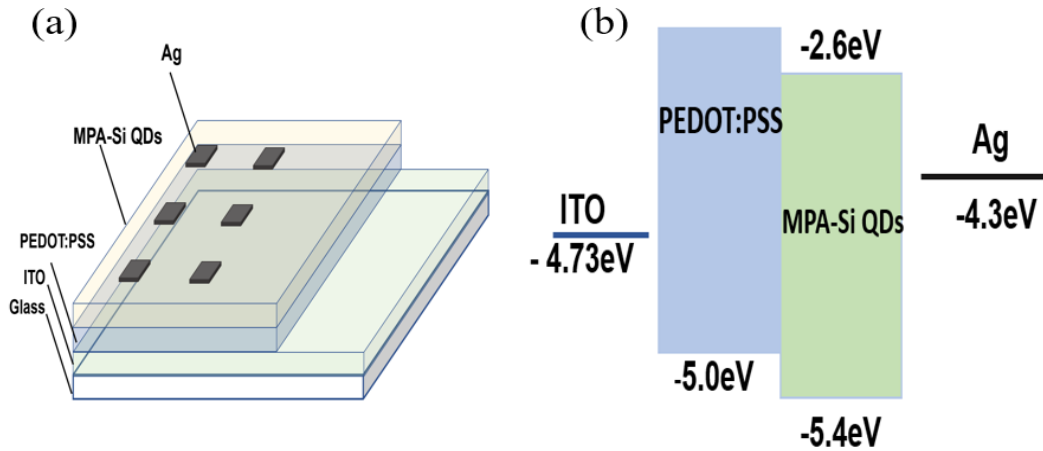 (a)
Ag
MPA-Si QDs
PEDOT:PSS
ITO
Glass
(b)
-2.6eV
PEDOT:PSS
Ag
ITO
-4.3eV
MPA-Si QDs
- 4.73eV
-5.0eV
-5.4eV